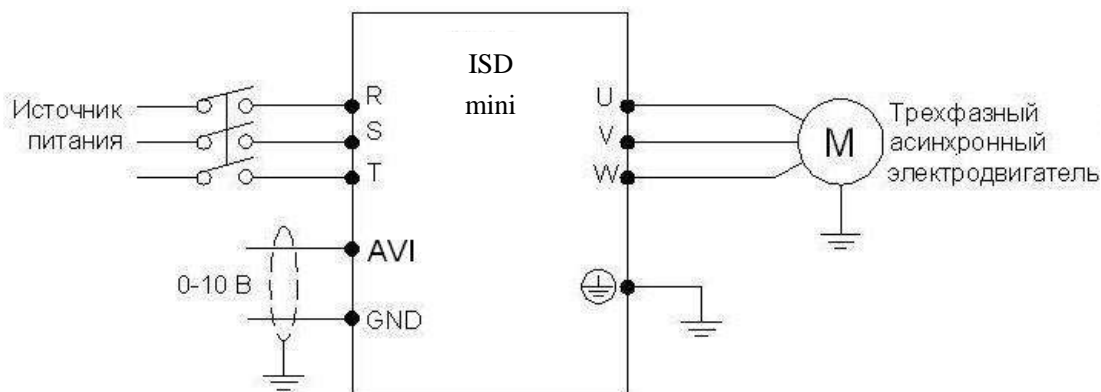 ISD
mini
Источник
питания
R
S
T
U
V
W
M
Трехфазный
асинхронный
электродвигатель
AVI
0-10 В
GND